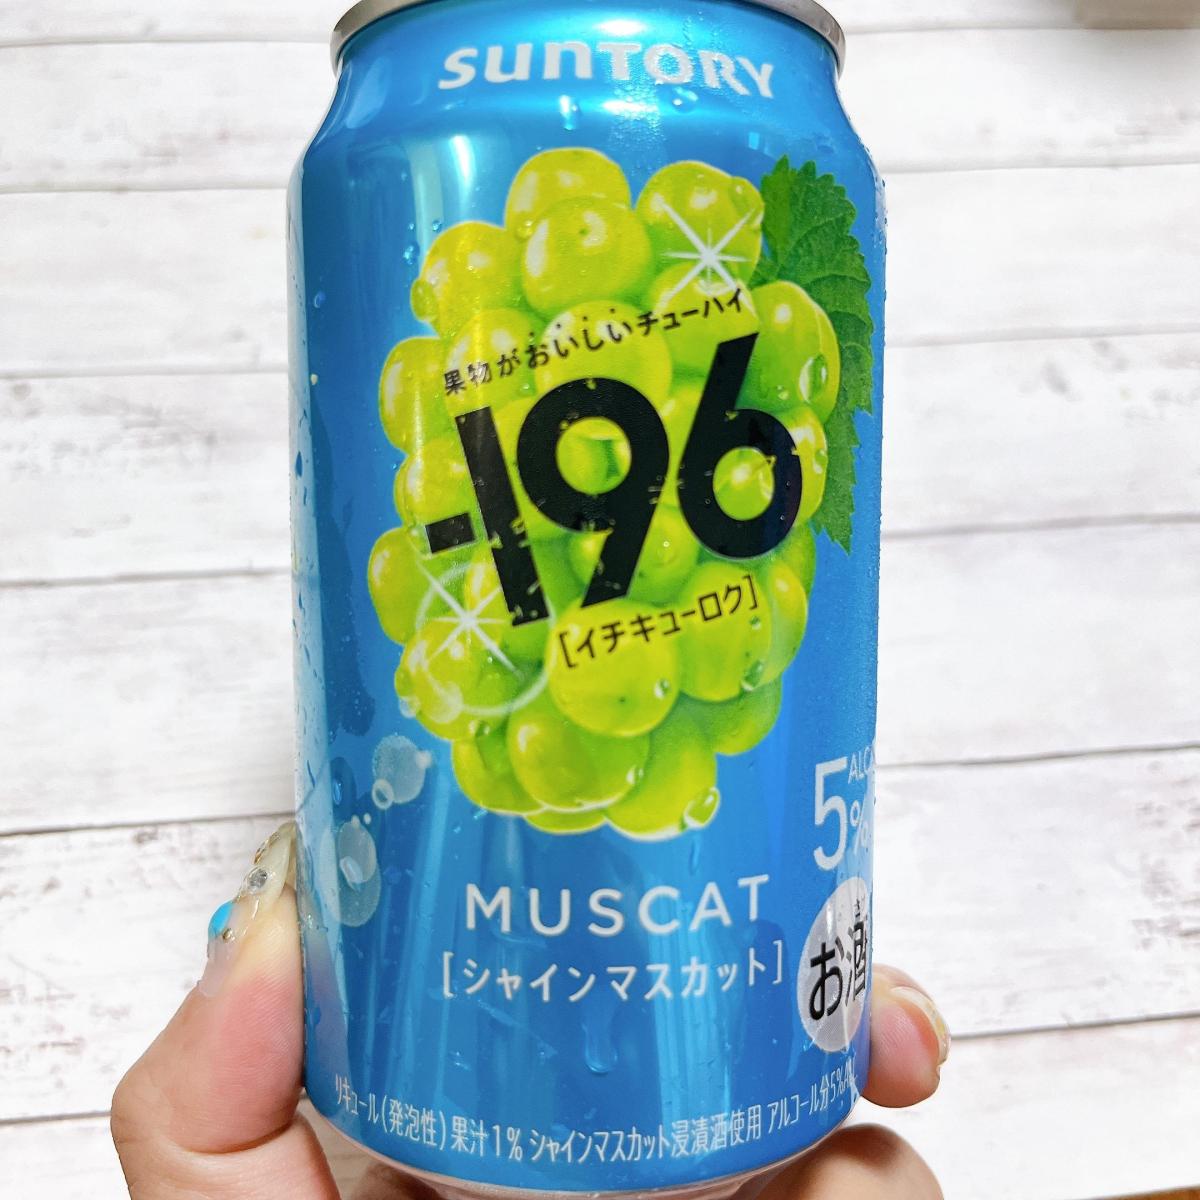 SUNTORY
果物がおいしいチューハイ
-196
[イチキューロク]
5%
MUSCAT
[シャインマスカット]
お酒
リキュール(発泡性)果汁1% シャインマスカット浸漬酒使用 アルコール分5%